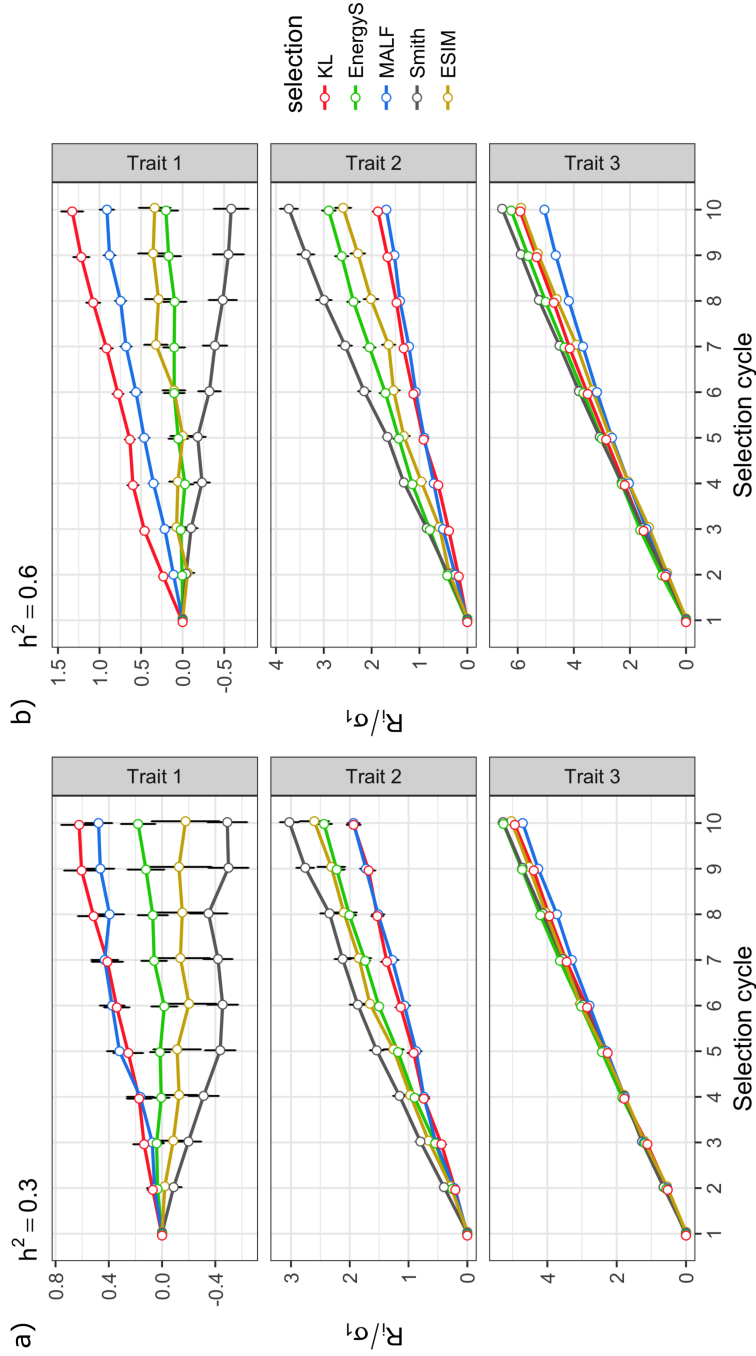 a)
h² = 0.3
Trait 1
0.8
0.4
0.0
-0.4
Trait 2
3
2
1
0
Rᵢ/σ₁
Trait 3
4
2
0
1 2 3 4 5 6 7 8 9 10
Selection cycle
b)
h² = 0.6
Trait 1
1.5
1.0
0.5
0.0
-0.5
Trait 2
4
3
2
1
0
Rᵢ/σ₁
Trait 3
6
4
2
0
1 2 3 4 5 6 7 8 9 10
Selection cycle
selection
KL
EnergyS
MALF
Smith
ESIM